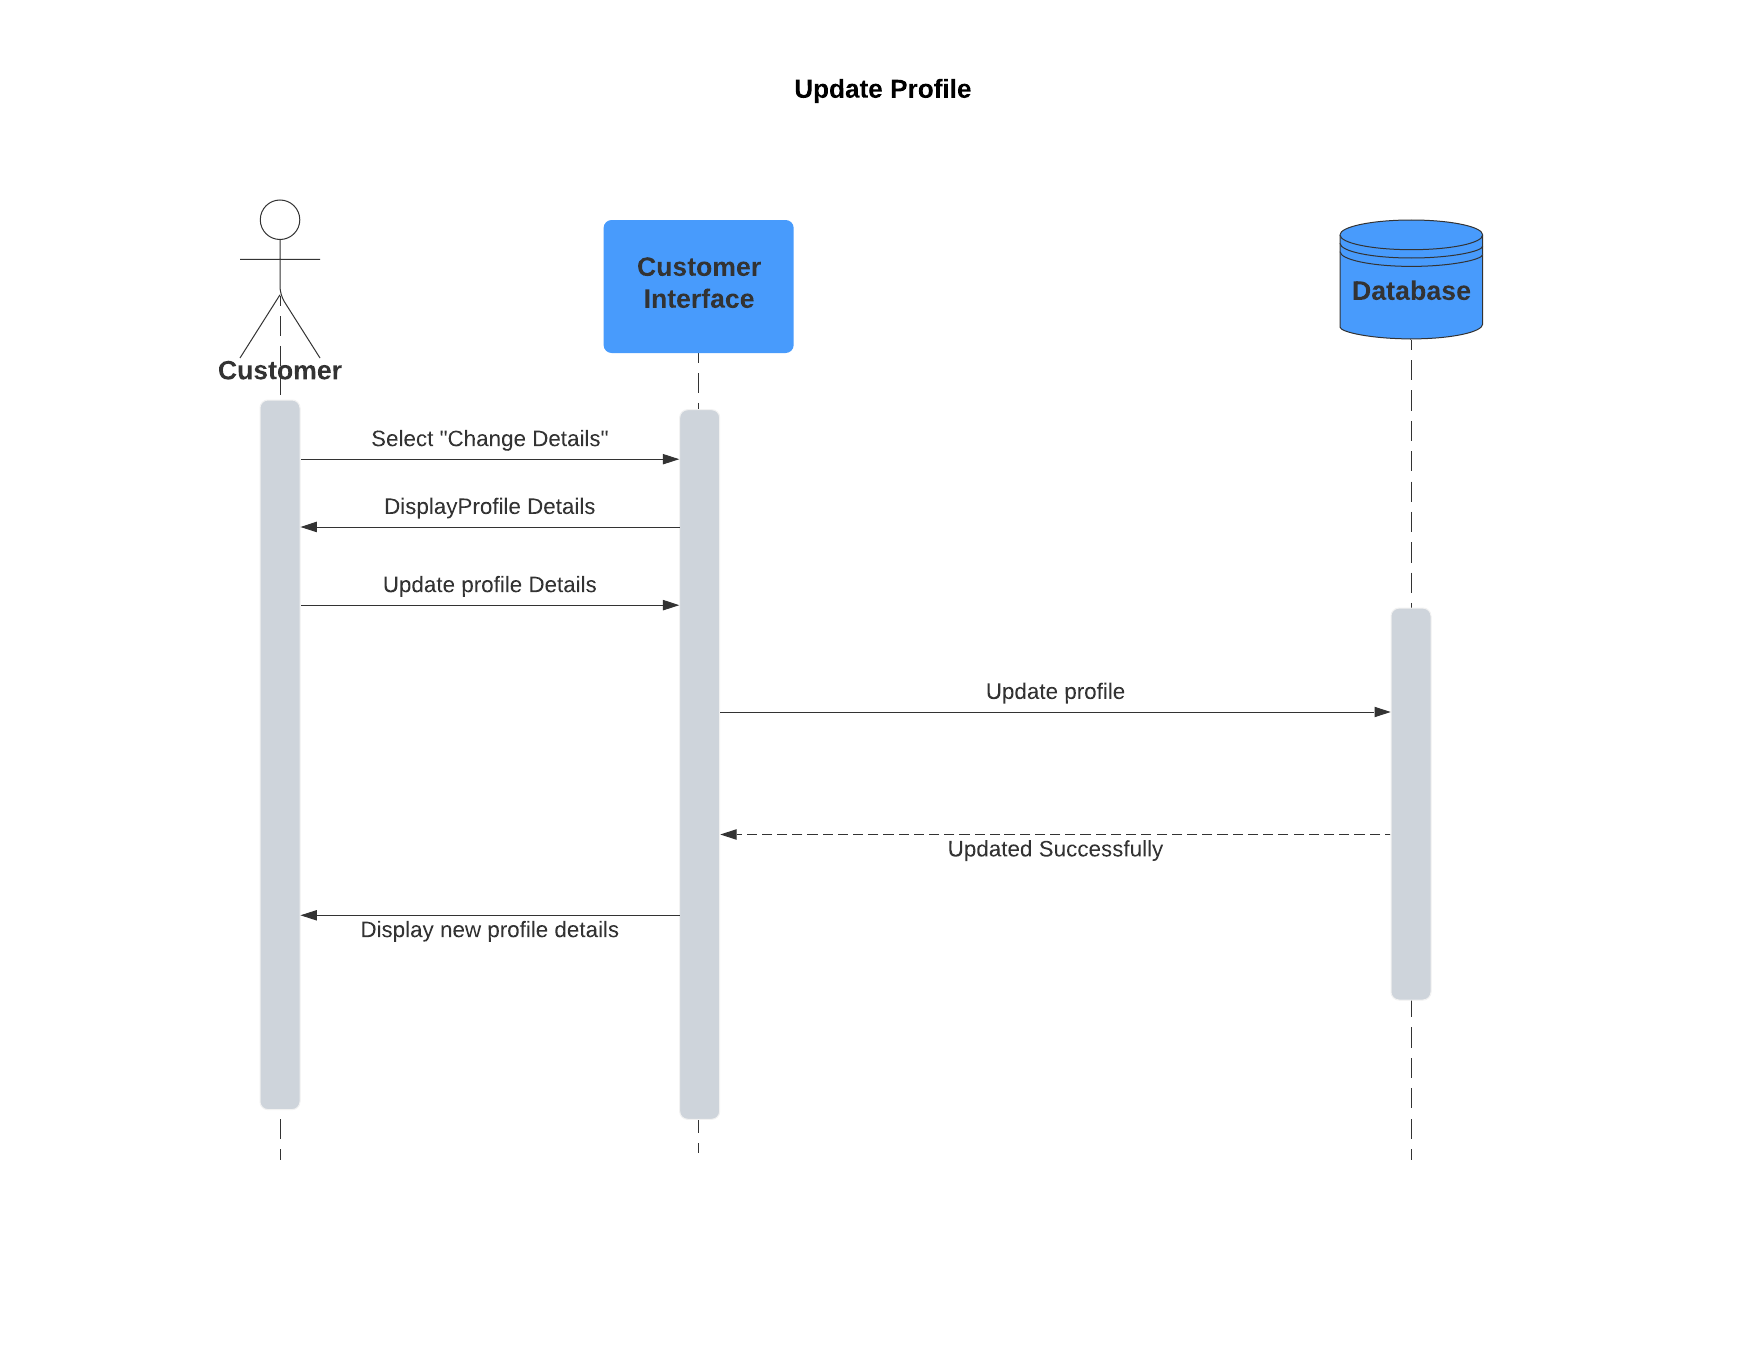 Update Profile
Customer
Interface
Database
Customer
Select "Change Details"
DisplayProfile Details
Update profile Details
Update profile
Updated Successfully
Display new profile details